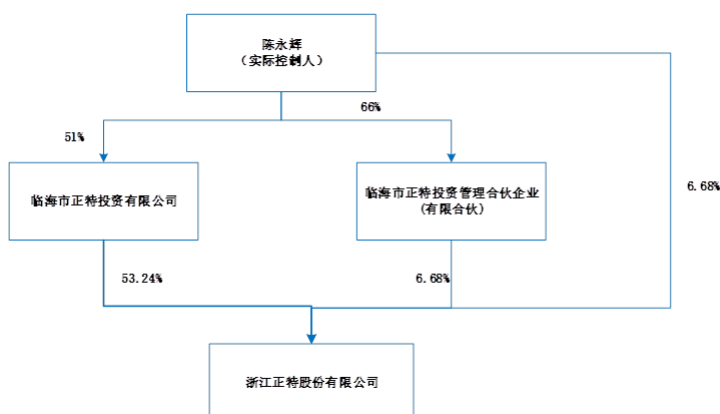 陈永辉
（实际控制人）
66%
51%
临海市正特投资有限公司
临海市正特投资管理合伙企业
(有限合伙)
6.68%
53.24%
6.68%
浙江正特股份有限公司